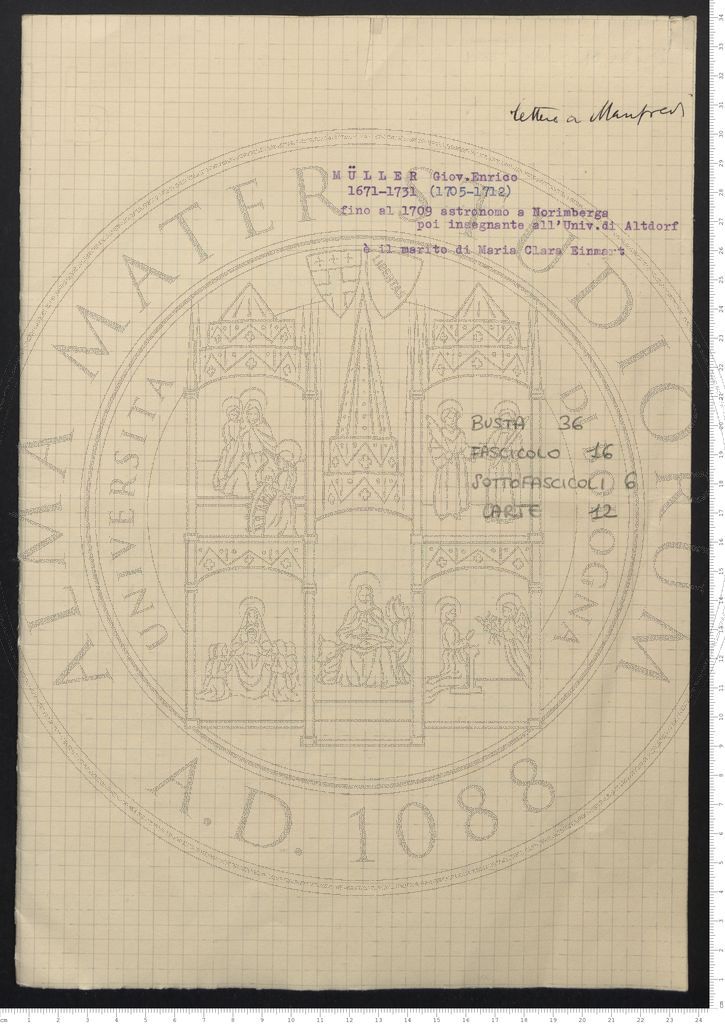 lettere a Manfredi
MÜLLER Giov.Enrico
1671-1731 (1705-1712)
fino al 1709 astronomo a Norimberga
poi insegnante all'Univ.di Altdorf
è il marito di Maria Clara Einmart
BUSTA 36
FASCICOLO 16
SOTTOFASCICOLI 6
CARTE 12
ALMA MATER STUDIORUM
UNIVERSITA DI BOLOGNA
LIBERTAS
A.D. 1088